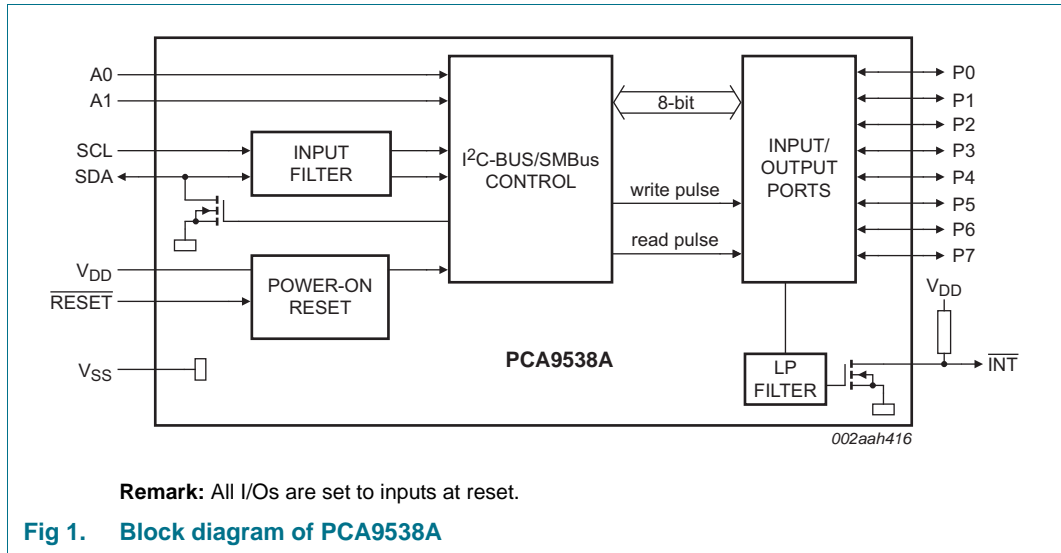 A0
A1
SCL
SDA
VDD
RESET
VSS
INPUT
FILTER
POWER-ON
RESET
I2C-BUS/SMBus
CONTROL
8-bit
write pulse
read pulse
INPUT/
OUTPUT
PORTS
P0
P1
P2
P3
P4
P5
P6
P7
VDD
INT
PCA9538A
LP
FILTER
002aah416
Remark: All I/Os are set to inputs at reset.
Fig 1. Block diagram of PCA9538A